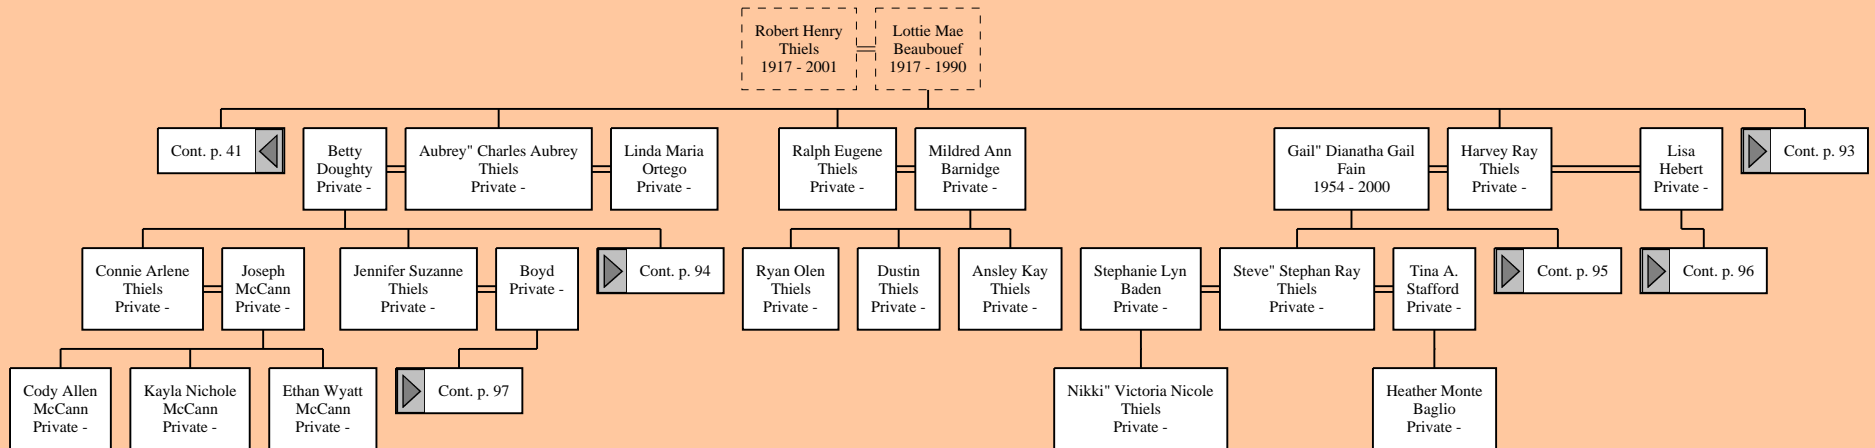 Robert Henry
Thiels
1917 - 2001
Lottie Mae
Beaubouef
1917 - 1990
Cont. p. 41
Betty
Doughty
Private -
Aubrey" Charles Aubrey
Thiels
Private -
Linda Maria
Ortego
Private -
Ralph Eugene
Thiels
Private -
Mildred Ann
Barnidge
Private -
Gail" Dianatha Gail
Fain
1954 - 2000
Harvey Ray
Thiels
Private -
Lisa
Hebert
Private -
Cont. p. 93
Connie Arlene
Thiels
Private -
Joseph
McCann
Private -
Jennifer Suzanne
Thiels
Private -
Boyd
Private -
Cont. p. 94
Ryan Olen
Thiels
Private -
Dustin
Thiels
Private -
Ansley Kay
Thiels
Private -
Stephanie Lyn
Baden
Private -
Steve" Stephan Ray
Thiels
Private -
Tina A.
Stafford
Private -
Cont. p. 95
Cont. p. 96
Cody Allen
McCann
Private -
Kayla Nichole
McCann
Private -
Ethan Wyatt
McCann
Private -
Cont. p. 97
Nikki" Victoria Nicole
Thiels
Private -
Heather Monte
Baglio
Private -